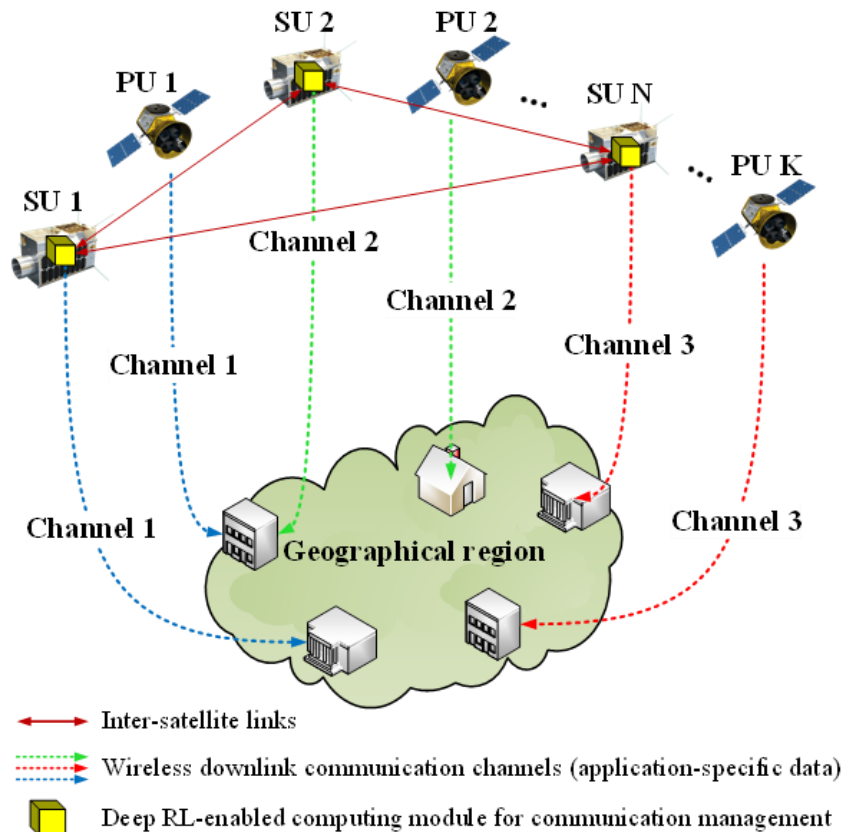 SU 2
PU 2
PU 1
...
SU N
...
PU K
SU 1
Channel 2
Channel 2
Channel 3
Channel 1
Channel 1
Channel 3
Geographical region
Inter-satellite links
Wireless downlink communication channels (application-specific data)
Deep RL-enabled computing module for communication management